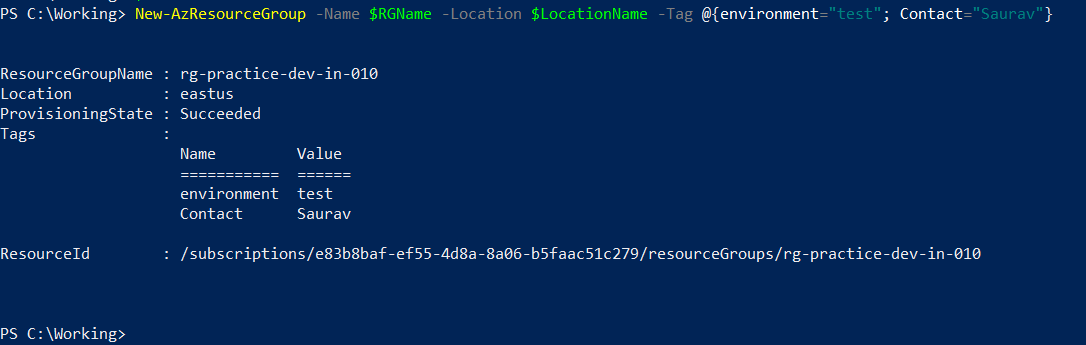 PS C:\Working> New-AzResourceGroup -Name $RGName -Location $LocationName -Tag @{environment="test"; Contact="Saurav"}
ResourceGroupName : rg-practice-dev-in-010
Location          : eastus
ProvisioningState : Succeeded
Tags              :
                    Name         Value
                    ===========  ======
                    environment  test
                    Contact      Saurav
ResourceId        : /subscriptions/e83b8baf-ef55-4d8a-8a06-b5faac51c279/resourceGroups/rg-practice-dev-in-010
PS C:\Working>